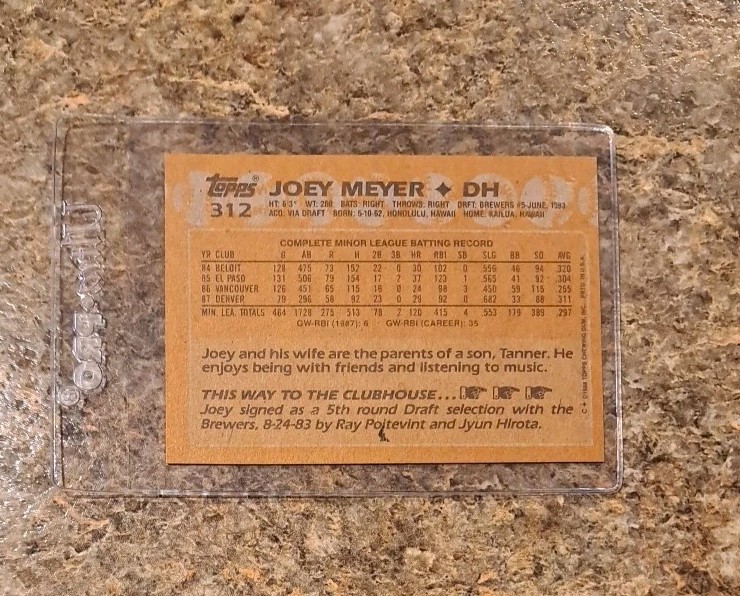 Topps®
312
JOEY MEYER ✦ DH
HT: 6'3" WT: 260 BATS: RIGHT THROWS: RIGHT DRFT: BREWERS #5-JUNE, 1983
ACQ: VIA DRAFT BORN: 5-10-62, HONOLULU, HAWAII HOME: KAILUA, HAWAII
COMPLETE MINOR LEAGUE BATTING RECORD
YR CLUB G AB R H 2B 3B HR RBI SB SLG BB SO AVG
84 BELOIT 128 475 73 152 22 0 30 102 0 .556 46 94 .320
85 EL PASO 131 506 79 154 17 2 37 123 1 .565 41 92 .304
86 VANCOUVER 126 451 65 115 16 0 24 98 3 .450 59 115 .255
87 DENVER 79 296 58 92 23 0 29 92 0 .682 33 88 .311
MIN. LEA. TOTALS 464 1728 275 513 78 2 120 415 4 .553 179 389 .297
GW-RBI (1987): 6 GW-RBI (CAREER): 35
Joey and his wife are the parents of a son, Tanner. He
enjoys being with friends and listening to music.
THIS WAY TO THE CLUBHOUSE...
Joey signed as a 5th round Draft selection with the
Brewers, 8-24-83 by Ray Poitevint and Jyun Hirota.
C ✦ ©1988 TOPPS CHEWING GUM, INC. PRTD. IN U.S.A.